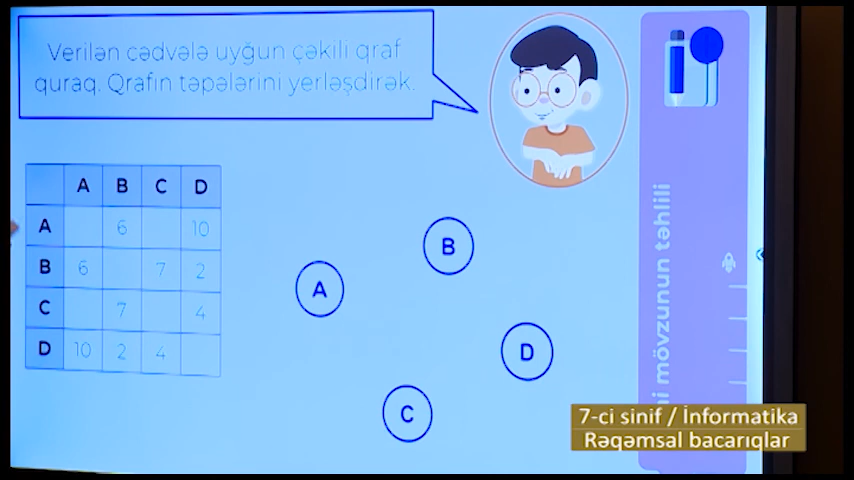 Verilən cədvələ uyğun çəkili qraf
quraq. Qrafın təpələrini yerləşdirək.
A B C D
A 6 10
B 6 7 2
C 7 4
D 10 2 4
B
A
D
C
mövzunun təhlili
7-ci sinif / İnformatika
Rəqəmsal bacarıqlar